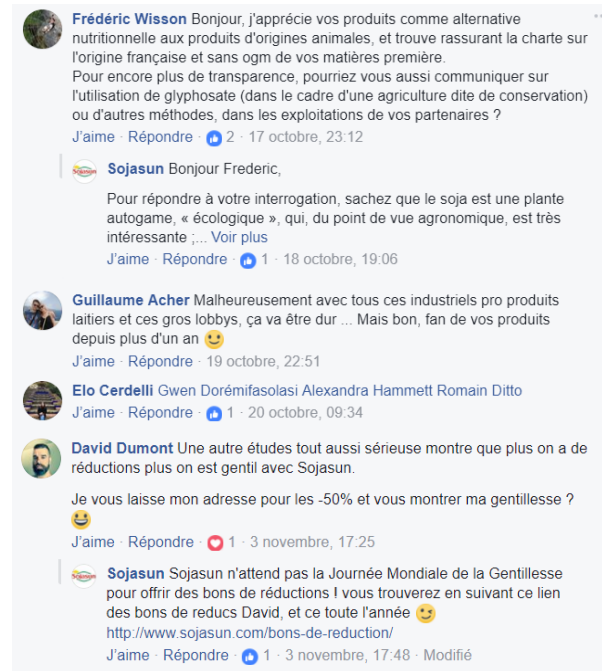 Frédéric Wisson Bonjour, j'apprécie vos produits comme alternative
nutritionnelle aux produits d'origines animales, et trouve rassurant la charte sur
l'origine française et sans ogm de vos matières première.
Pour encore plus de transparence, pourriez vous aussi communiquer sur
l'utilisation de glyphosate (dans le cadre d'une agriculture dite de conservation)
ou d'autres méthodes, dans les exploitations de vos partenaires ?
J'aime · Répondre · 2 · 17 octobre, 23:12
Sojasun Sojasun Bonjour Frederic,
Pour répondre à votre interrogation, sachez que le soja est une plante
autogame, « écologique », qui, du point de vue agronomique, est très
intéressante ;... Voir plus
J'aime · Répondre · 1 · 18 octobre, 19:06
Guillaume Acher Malheureusement avec tous ces industriels pro produits
laitiers et ces gros lobbys, ça va être dur ... Mais bon, fan de vos produits
depuis plus d'un an 😉
J'aime · Répondre · 19 octobre, 22:51
Elo Cerdelli Gwen Dorémifasolasi Alexandra Hammett Romain Ditto
J'aime · Répondre · 1 · 20 octobre, 09:34
David Dumont Une autre études tout aussi sérieuse montre que plus on a de
réductions plus on est gentil avec Sojasun.
Je vous laisse mon adresse pour les -50% et vous montrer ma gentillesse ?
😀
J'aime · Répondre · 1 · 3 novembre, 17:25
Sojasun Sojasun Sojasun n'attend pas la Journée Mondiale de la Gentillesse
pour offrir des bons de réductions ! vous trouverez en suivant ce lien
des bons de reducs David, et ce toute l'année 😉
http://www.sojasun.com/bons-de-reduction/
J'aime · Répondre · 1 · 3 novembre, 17:48 · Modifié